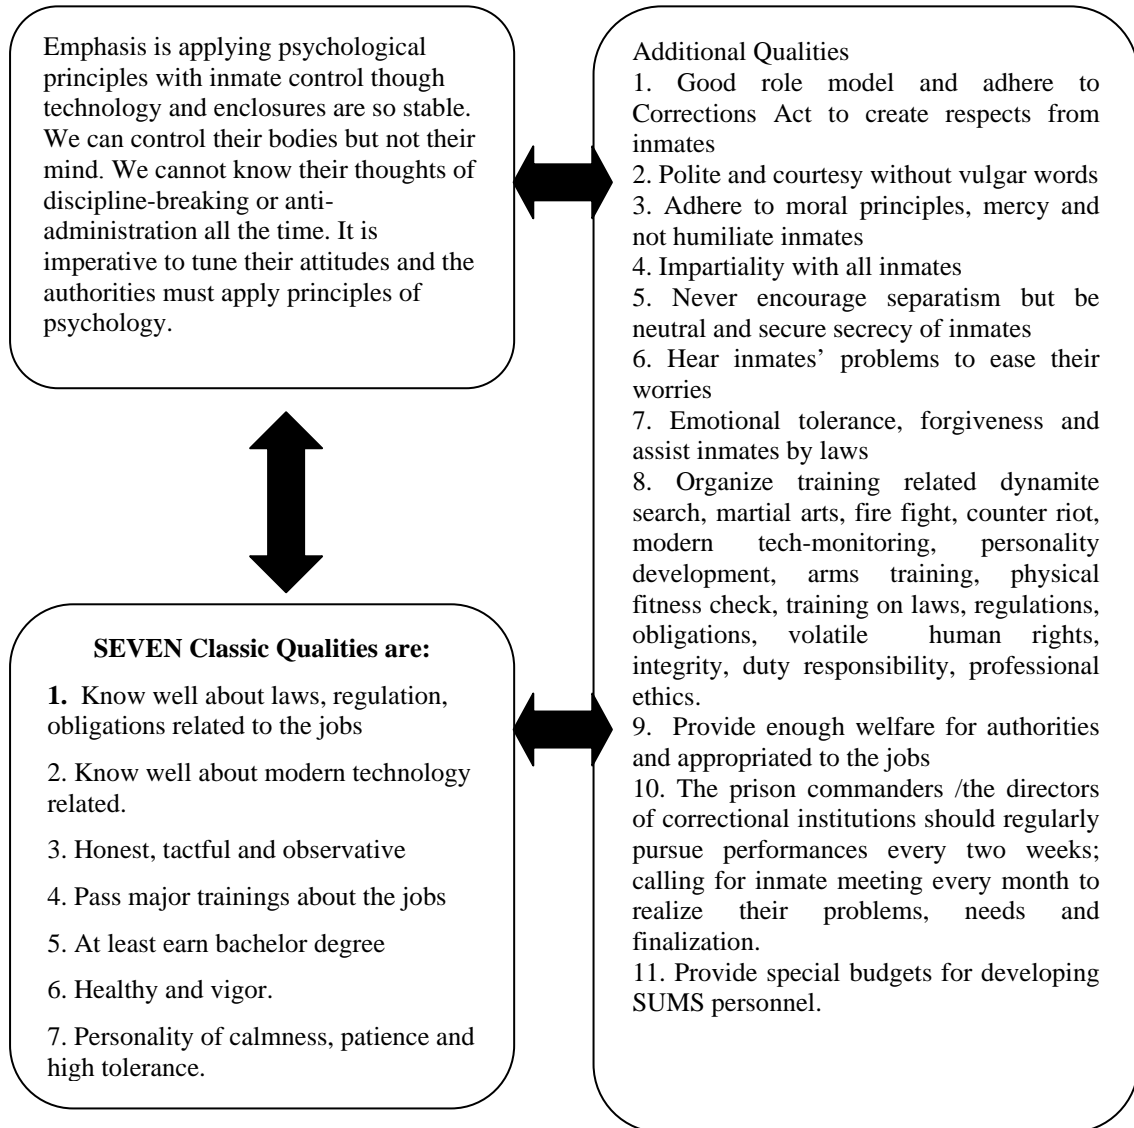 Emphasis is applying psychological
principles with inmate control though
technology and enclosures are so stable.
We can control their bodies but not their
mind. We cannot know their thoughts of
discipline-breaking or anti-
administration all the time. It is
imperative to tune their attitudes and the
authorities must apply principles of
psychology.
SEVEN Classic Qualities are:
1. Know well about laws, regulation,
obligations related to the jobs
2. Know well about modern technology
related.
3. Honest, tactful and observative
4. Pass major trainings about the jobs
5. At least earn bachelor degree
6. Healthy and vigor.
7. Personality of calmness, patience and
high tolerance.
Additional Qualities
1. Good role model and adhere to
Corrections Act to create respects from
inmates
2. Polite and courtesy without vulgar words
3. Adhere to moral principles, mercy and
not humiliate inmates
4. Impartiality with all inmates
5. Never encourage separatism but be
neutral and secure secrecy of inmates
6. Hear inmates’ problems to ease their
worries
7. Emotional tolerance, forgiveness and
assist inmates by laws
8. Organize training related dynamite
search, martial arts, fire fight, counter riot,
modern tech-monitoring, personality
development, arms training, physical
fitness check, training on laws, regulations,
obligations, volatile human rights,
integrity, duty responsibility, professional
ethics.
9. Provide enough welfare for authorities
and appropriated to the jobs
10. The prison commanders /the directors
of correctional institutions should regularly
pursue performances every two weeks;
calling for inmate meeting every month to
realize their problems, needs and
finalization.
11. Provide special budgets for developing
SUMS personnel.